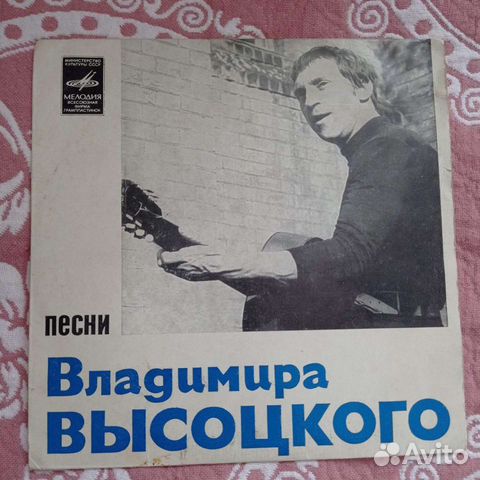 МИНИСТЕРСТВО
КУЛЬТУРЫ СССР
МЕЛОДИЯ
ВСЕСОЮЗНАЯ
ФИРМА
ГРАМПЛАСТИНОК
песни
Владимира
ВЫСОЦКОГО
Avito